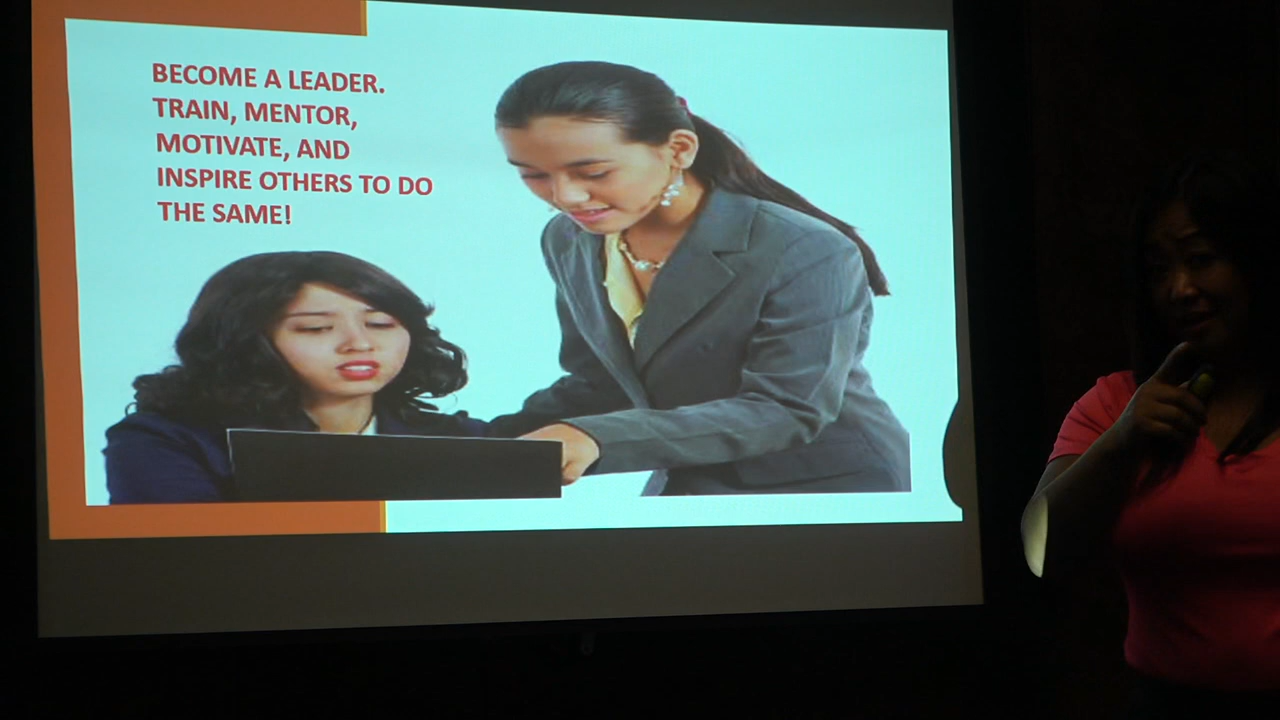 BECOME A LEADER.
TRAIN, MENTOR,
MOTIVATE, AND
INSPIRE OTHERS TO DO
THE SAME!